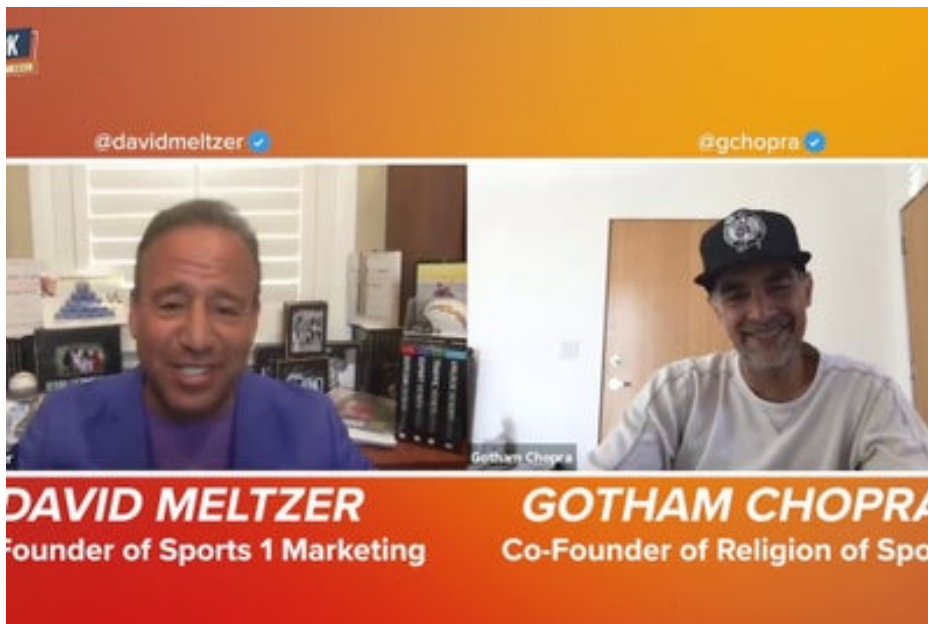 K
@davidmeltzer
@gchopra
Gotham Chopra
DAVID MELTZER
Founder of Sports 1 Marketing
GOTHAM CHOPRA
Co-Founder of Religion of Spo